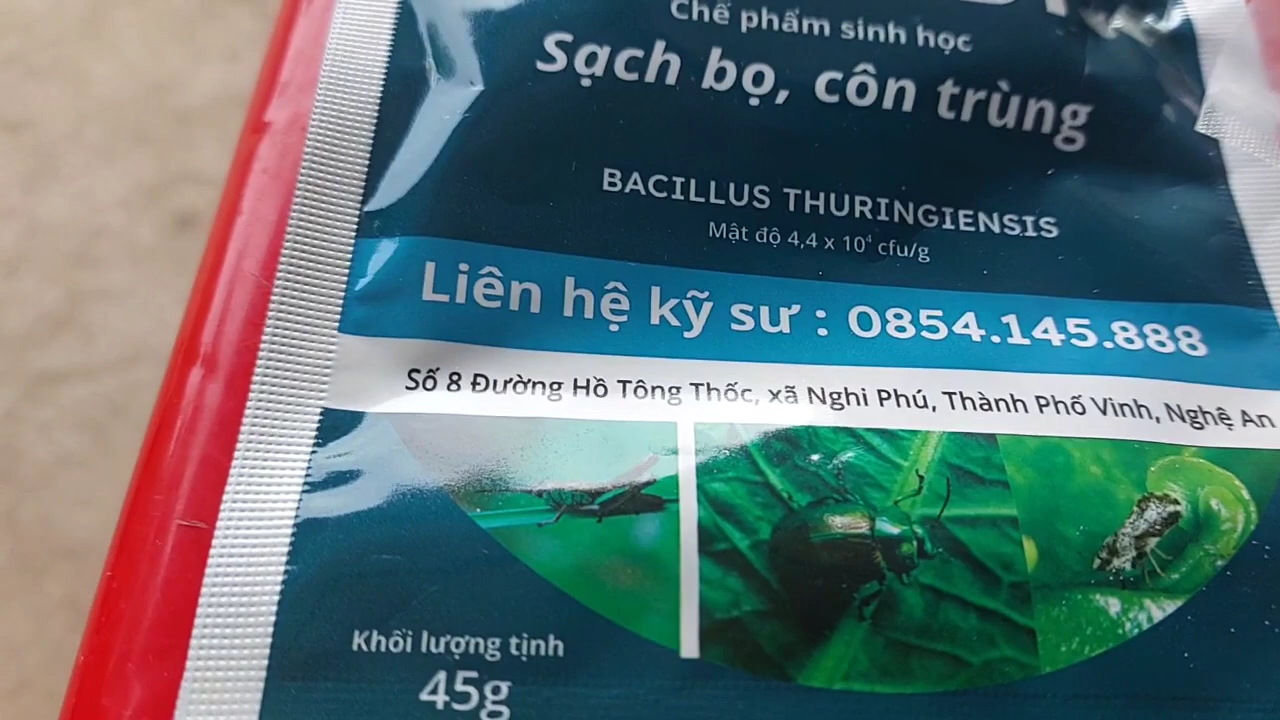 Chế phẩm sinh học
Sạch bọ, côn trùng
BACILLUS THURINGIENSIS
Mật độ 4,4 x 10⁴ cfu/g
Liên hệ kỹ sư : 0854.145.888
Số 8 Đường Hồ Tông Thốc, xã Nghi Phú, Thành Phố Vinh, Nghệ An
Khối lượng tịnh
45g